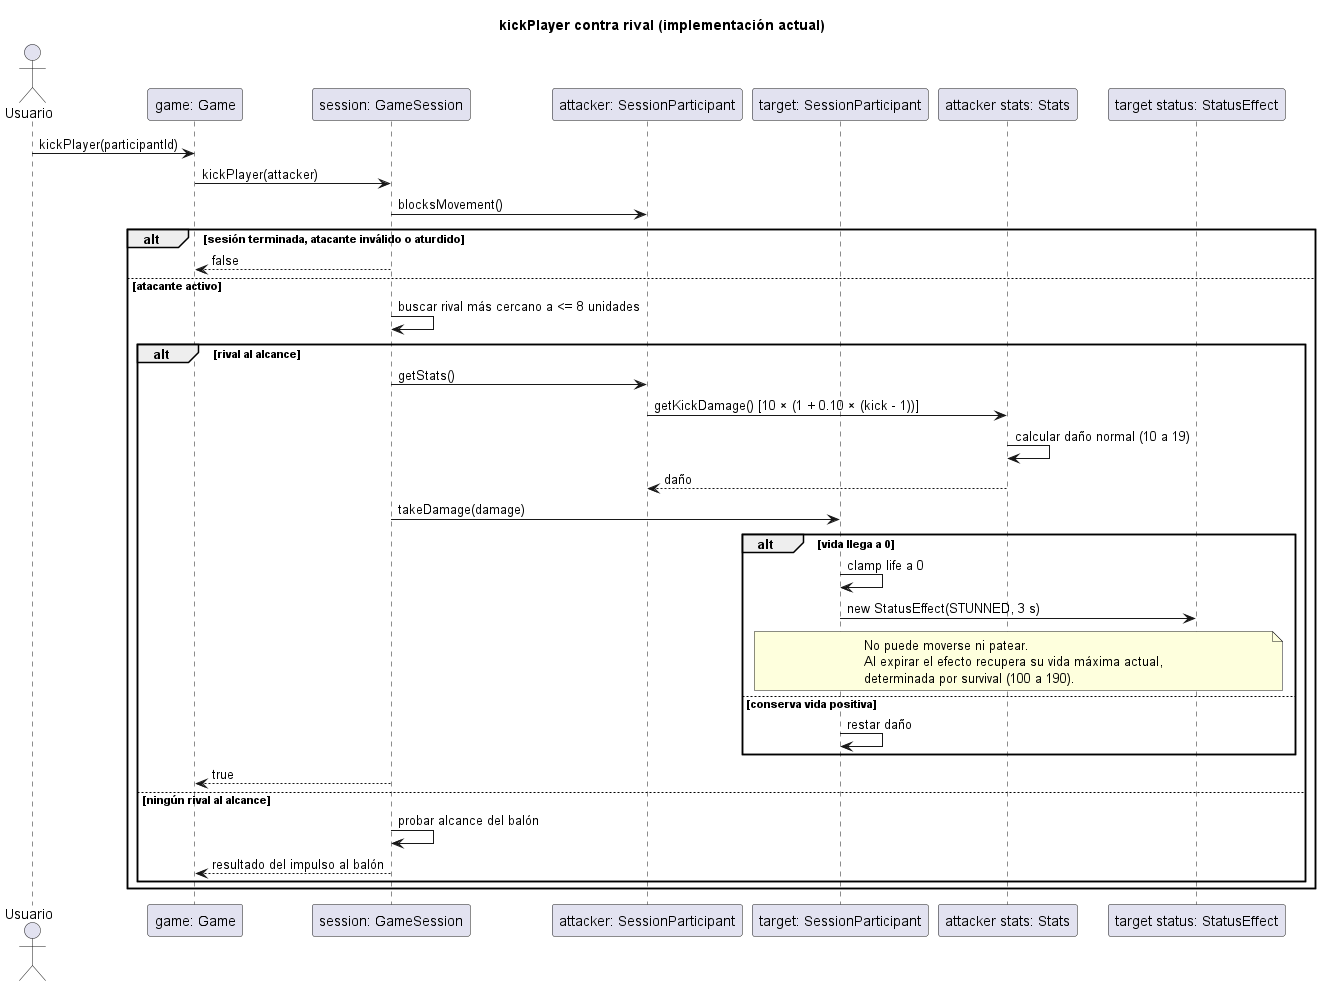 kickPlayer contra rival (implementación actual)
Usuario
game: Game
session: GameSession
attacker: SessionParticipant
target: SessionParticipant
attacker stats: Stats
target status: StatusEffect
kickPlayer(participantId)
kickPlayer(attacker)
blocksMovement()
alt
[sesión terminada, atacante inválido o aturdido]
false
[atacante activo]
buscar rival más cercano a <= 8 unidades
alt
[rival al alcance]
getStats()
getKickDamage() [10 × (1 + 0.10 × (kick - 1))]
calcular daño normal (10 a 19)
daño
takeDamage(damage)
alt
[vida llega a 0]
clamp life a 0
new StatusEffect(STUNNED, 3 s)
No puede moverse ni patear.
Al expirar el efecto recupera su vida máxima actual,
determinada por survival (100 a 190).
[conserva vida positiva]
restar daño
true
[ningún rival al alcance]
probar alcance del balón
resultado del impulso al balón
Usuario
game: Game
session: GameSession
attacker: SessionParticipant
target: SessionParticipant
attacker stats: Stats
target status: StatusEffect